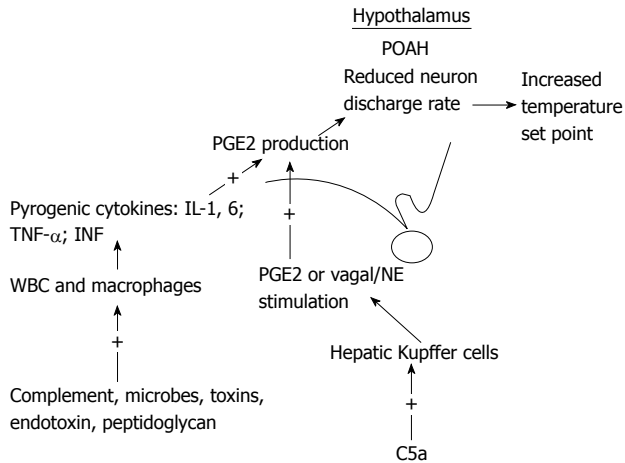 Hypothalamus
POAH
Reduced neuron
discharge rate
Increased
temperature
set point
PGE2 production
+
Pyrogenic cytokines: IL-1, 6;
TNF-α; INF
+
WBC and macrophages
PGE2 or vagal/NE
stimulation
+
Hepatic Kupffer cells
Complement, microbes, toxins,
endotoxin, peptidoglycan
+
C5a